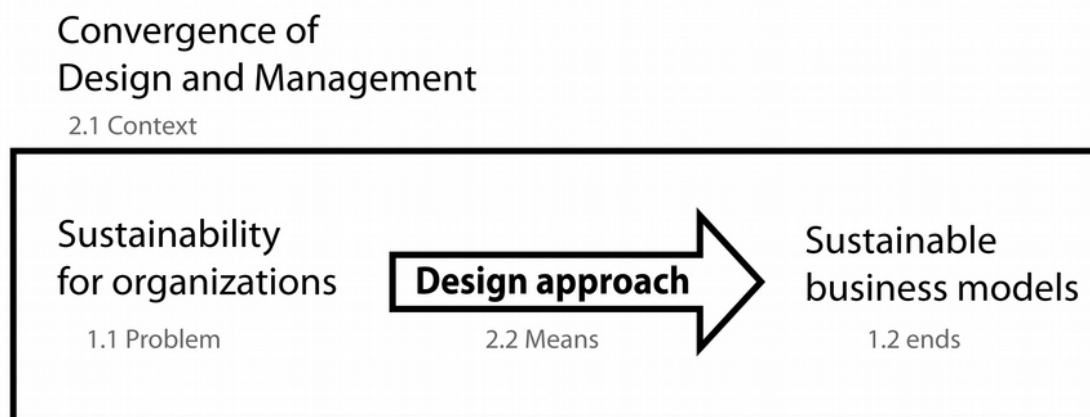 Convergence of
Design and Management
2.1 Context
Sustainability
for organizations
1.1 Problem
Design approach
2.2 Means
Sustainable
business models
1.2 ends